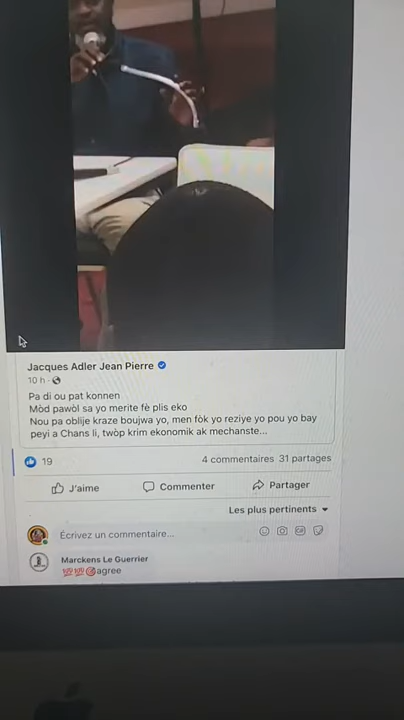 Jacques Adler Jean Pierre
10 h ·
Pa di ou pat konnen
Mòd pawòl sa yo merite fè plis eko
Nou pa oblije kraze boujwa yo, men fòk yo reziye yo pou yo bay
peyi a Chans li, twòp krim ekonomik ak mechanste...
19
4 commentaires 31 partages
J'aime
Commenter
Partager
Les plus pertinents
Écrivez un commentaire...
GIF
Marckens Le Guerrier
💯💯🎯agree